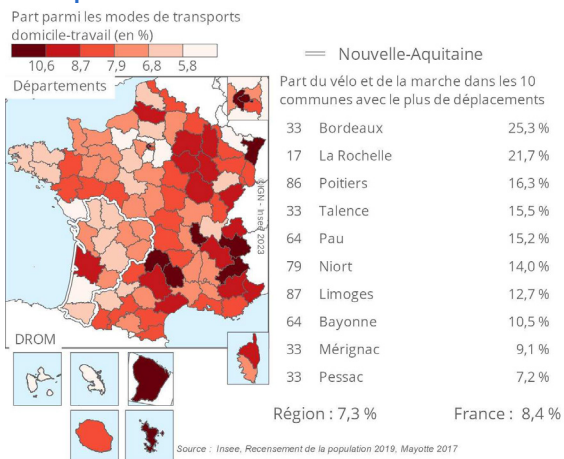 Part parmi les modes de transports
domicile-travail (en %)
10,6 8,7 7,9 6,8 5,8
Départements
Nouvelle-Aquitaine
Part du vélo et de la marche dans les 10
communes avec le plus de déplacements
33 Bordeaux 25,3 %
17 La Rochelle 21,7 %
86 Poitiers 16,3 %
33 Talence 15,5 %
64 Pau 15,2 %
79 Niort 14,0 %
87 Limoges 12,7 %
64 Bayonne 10,5 %
33 Mérignac 9,1 %
33 Pessac 7,2 %
IGN - Insee 2023
DROM
Région : 7,3 % France : 8,4 %
Source : Insee, Recensement de la population 2019, Mayotte 2017